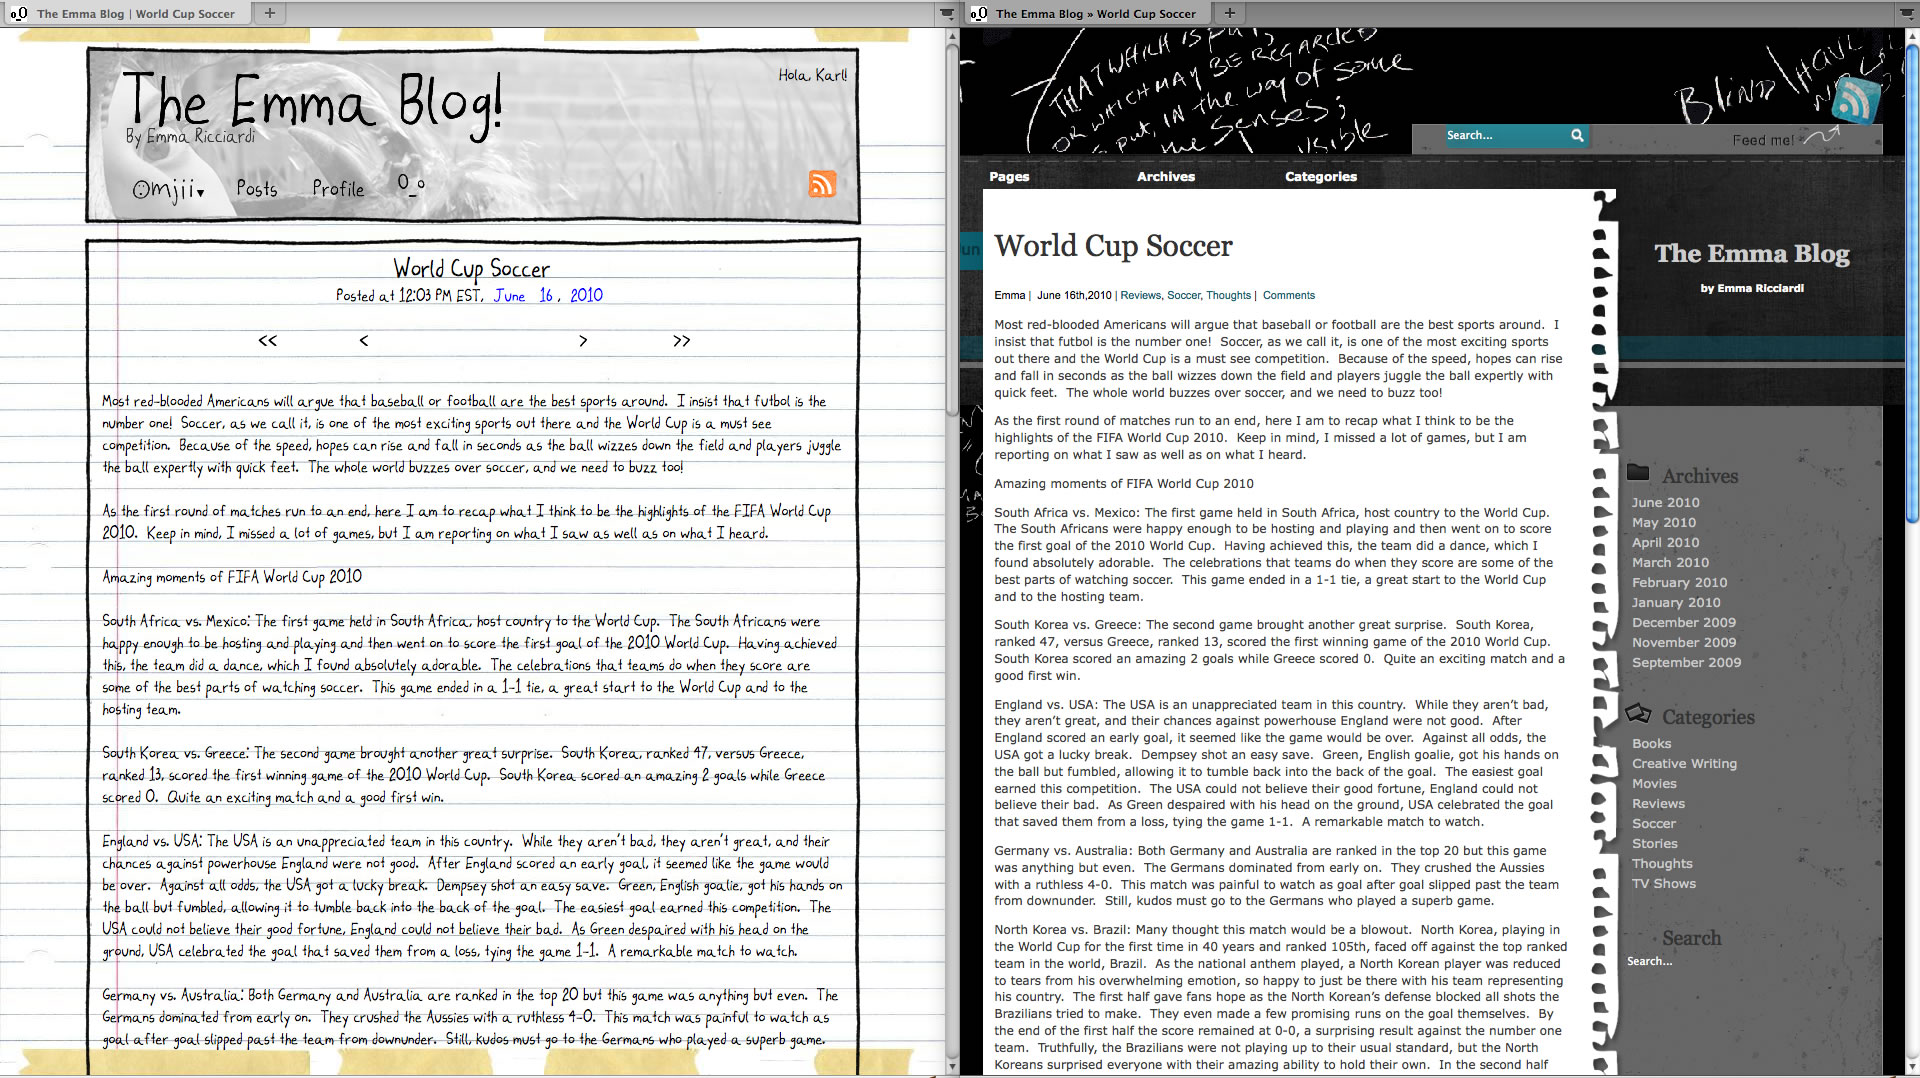 The Emma Blog | World Cup Soccer
Hola, Karl!
The Emma Blog!
By Emma Ricciardi
Omjii▾ Posts Profile O_o
World Cup Soccer
Posted at 12:03 PM EST, June 16, 2010
<< < > >>
Most red-blooded Americans will argue that baseball or football are the best sports around. I insist that futbol is the
number one! Soccer, as we call it, is one of the most exciting sports out there and the World Cup is a must see
competition. Because of the speed, hopes can rise and fall in seconds as the ball wizzes down the field and players juggle
the ball expertly with quick feet. The whole world buzzes over soccer, and we need to buzz too!
As the first round of matches run to an end, here I am to recap what I think to be the highlights of the FIFA World Cup
2010. Keep in mind, I missed a lot of games, but I am reporting on what I saw as well as on what I heard.
Amazing moments of FIFA World Cup 2010
South Africa vs. Mexico: The first game held in South Africa, host country to the World Cup. The South Africans were
happy enough to be hosting and playing and then went on to score the first goal of the 2010 World Cup. Having achieved
this, the team did a dance, which I found absolutely adorable. The celebrations that teams do when they score are
some of the best parts of watching soccer. This game ended in a 1-1 tie, a great start to the World Cup and to the
hosting team.
South Korea vs. Greece: The second game brought another great surprise. South Korea, ranked 47, versus Greece,
ranked 13, scored the first winning game of the 2010 World Cup. South Korea scored an amazing 2 goals while Greece
scored 0. Quite an exciting match and a good first win.
England vs. USA: The USA is an unappreciated team in this country. While they aren't bad, they aren't great, and their
chances against powerhouse England were not good. After England scored an early goal, it seemed like the game would
be over. Against all odds, the USA got a lucky break. Dempsey shot an easy save. Green, English goalie, got his hands on
the ball but fumbled, allowing it to tumble back into the back of the goal. The easiest goal earned this competition. The
USA could not believe their good fortune, England could not believe their bad. As Green despaired with his head on the
ground, USA celebrated the goal that saved them from a loss, tying the game 1-1. A remarkable match to watch.
Germany vs. Australia: Both Germany and Australia are ranked in the top 20 but this game was anything but even. The
Germans dominated from early on. They crushed the Aussies with a ruthless 4-0. This match was painful to watch as
goal after goal slipped past the team from downunder. Still, kudos must go to the Germans who played a superb game.
The Emma Blog » World Cup Soccer
THAT WHICH IS PUT,
OR WHICH MAY BE REGARDED
put, IN the way of some
the senses;
visible
Blind
Search...
Feed me!
Pages Archives Categories
World Cup Soccer
Emma | June 16th,2010 | Reviews, Soccer, Thoughts | Comments
Most red-blooded Americans will argue that baseball or football are the best sports around. I
insist that futbol is the number one! Soccer, as we call it, is one of the most exciting sports
out there and the World Cup is a must see competition. Because of the speed, hopes can rise
and fall in seconds as the ball wizzes down the field and players juggle the ball expertly with
quick feet. The whole world buzzes over soccer, and we need to buzz too!
As the first round of matches run to an end, here I am to recap what I think to be the
highlights of the FIFA World Cup 2010. Keep in mind, I missed a lot of games, but I am
reporting on what I saw as well as on what I heard.
Amazing moments of FIFA World Cup 2010
South Africa vs. Mexico: The first game held in South Africa, host country to the World Cup.
The South Africans were happy enough to be hosting and playing and then went on to score
the first goal of the 2010 World Cup. Having achieved this, the team did a dance, which I
found absolutely adorable. The celebrations that teams do when they score are some of the
best parts of watching soccer. This game ended in a 1-1 tie, a great start to the World Cup
and to the hosting team.
South Korea vs. Greece: The second game brought another great surprise. South Korea,
ranked 47, versus Greece, ranked 13, scored the first winning game of the 2010 World Cup.
South Korea scored an amazing 2 goals while Greece scored 0. Quite an exciting match and a
good first win.
England vs. USA: The USA is an unappreciated team in this country. While they aren't bad,
they aren't great, and their chances against powerhouse England were not good. After
England scored an early goal, it seemed like the game would be over. Against all odds, the
USA got a lucky break. Dempsey shot an easy save. Green, English goalie, got his hands on
the ball but fumbled, allowing it to tumble back into the back of the goal. The easiest goal
earned this competition. The USA could not believe their good fortune, England could not
believe their bad. As Green despaired with his head on the ground, USA celebrated the goal
that saved them from a loss, tying the game 1-1. A remarkable match to watch.
Germany vs. Australia: Both Germany and Australia are ranked in the top 20 but this game
was anything but even. The Germans dominated from early on. They crushed the Aussies
with a ruthless 4-0. This match was painful to watch as goal after goal slipped past the team
from downunder. Still, kudos must go to the Germans who played a superb game.
North Korea vs. Brazil: Many thought this match would be a blowout. North Korea, playing in
the World Cup for the first time in 40 years and ranked 105th, faced off against the top ranked
team in the world, Brazil. As the national anthem played, a North Korean player was reduced
to tears from his overwhelming emotion, so happy to just be there with his team representing
his country. The first half gave fans hope as the North Korean's defense blocked all shots the
Brazilians tried to make. They even made a few promising runs on the goal themselves. By
the end of the first half the score remained at 0-0, a surprising result against the number one
team. Truthfully, the Brazilians were not playing up to their usual standard, but the North
Koreans surprised everyone with their amazing ability to hold their own. In the second half
The Emma Blog
by Emma Ricciardi
Archives
June 2010
May 2010
April 2010
March 2010
February 2010
January 2010
December 2009
November 2009
September 2009
Categories
Books
Creative Writing
Movies
Reviews
Soccer
Stories
Thoughts
TV Shows
Search
Search...